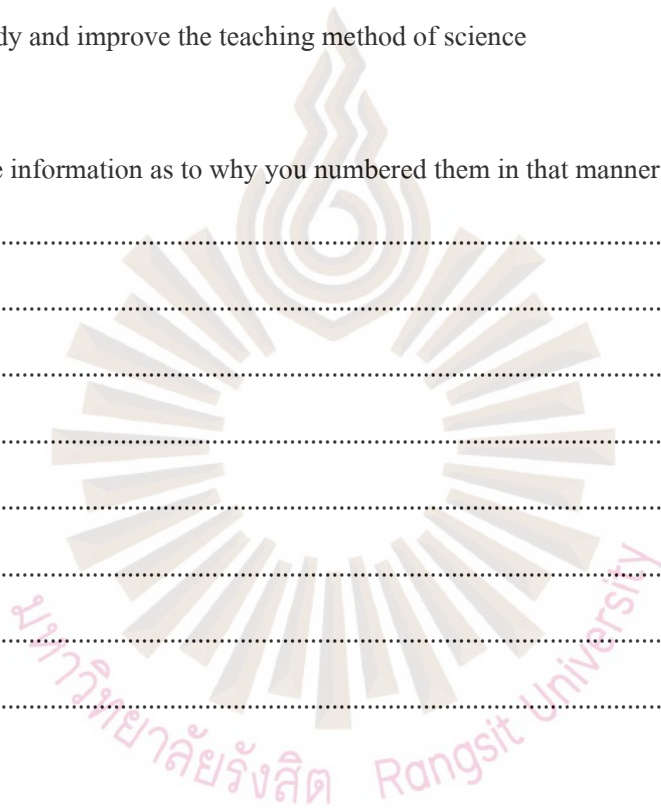 dy and improve the teaching method of science
e information as to why you numbered them in that manner
................................................................................
................................................................................
................................................................................
................................................................................
................................................................................
................................................................................
................................................................................
................................................................................
มหาวิทยาลัยรังสิต Rangsit University